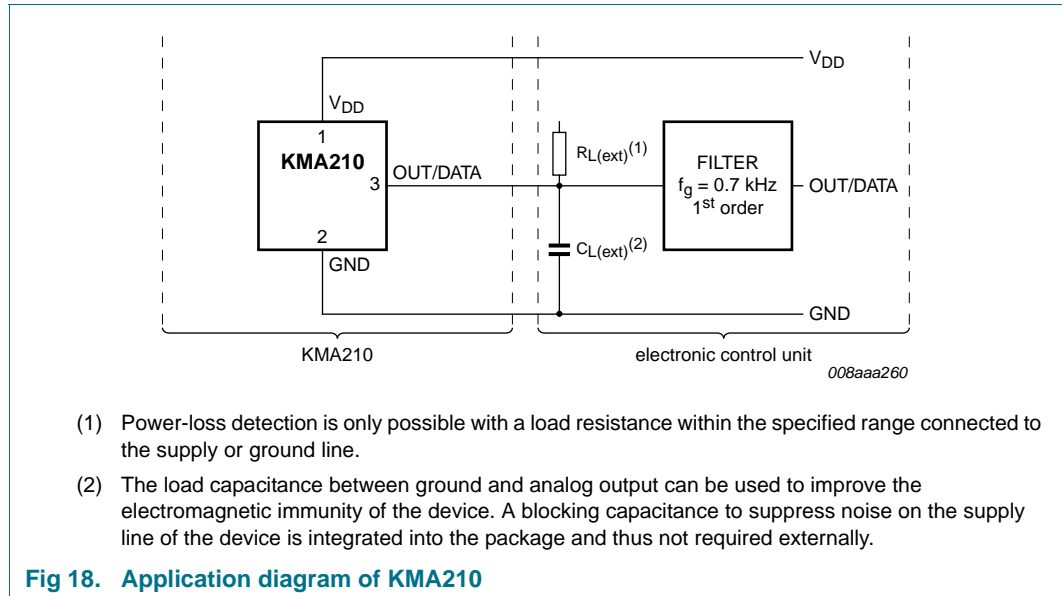 VDD
VDD
1
KMA210
3
OUT/DATA
2
GND
RL(ext)(1)
CL(ext)(2)
FILTER
fg = 0.7 kHz
1st order
OUT/DATA
GND
KMA210
electronic control unit
008aaa260
(1) Power-loss detection is only possible with a load resistance within the specified range connected to
the supply or ground line.
(2) The load capacitance between ground and analog output can be used to improve the
electromagnetic immunity of the device. A blocking capacitance to suppress noise on the supply
line of the device is integrated into the package and thus not required externally.
Fig 18. Application diagram of KMA210